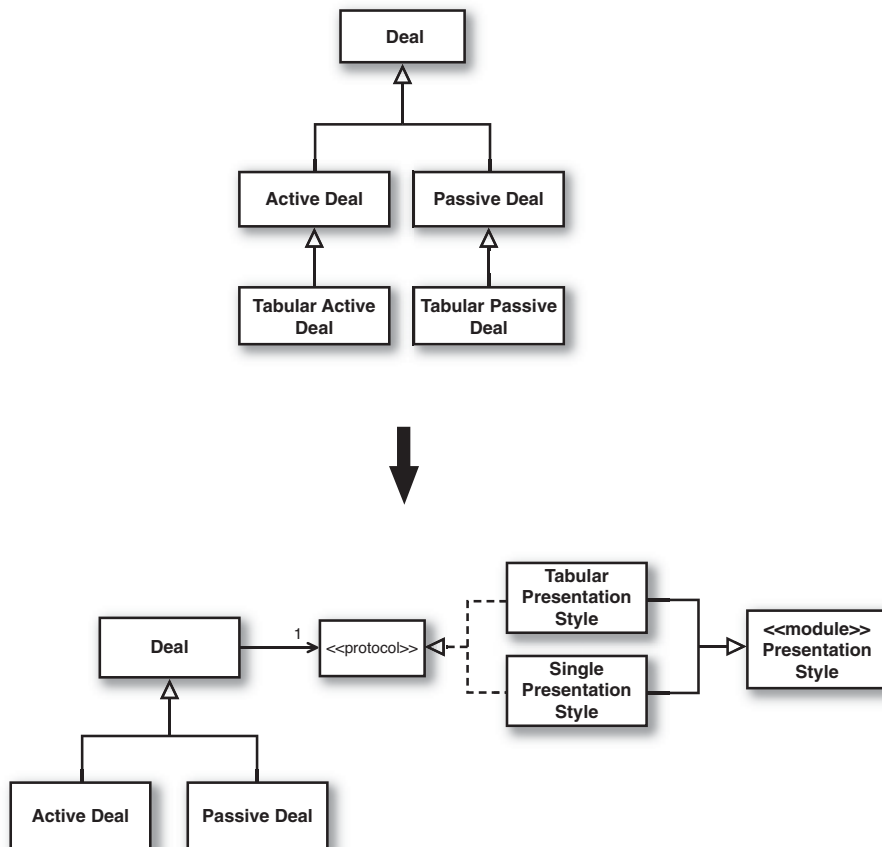 Deal
Active Deal
Passive Deal
Tabular Active
Deal
Tabular Passive
Deal
Tabular
Presentation
Style
<<module>>
Presentation
Style
Deal
1
<<protocol>>
Single
Presentation
Style
Active Deal
Passive Deal